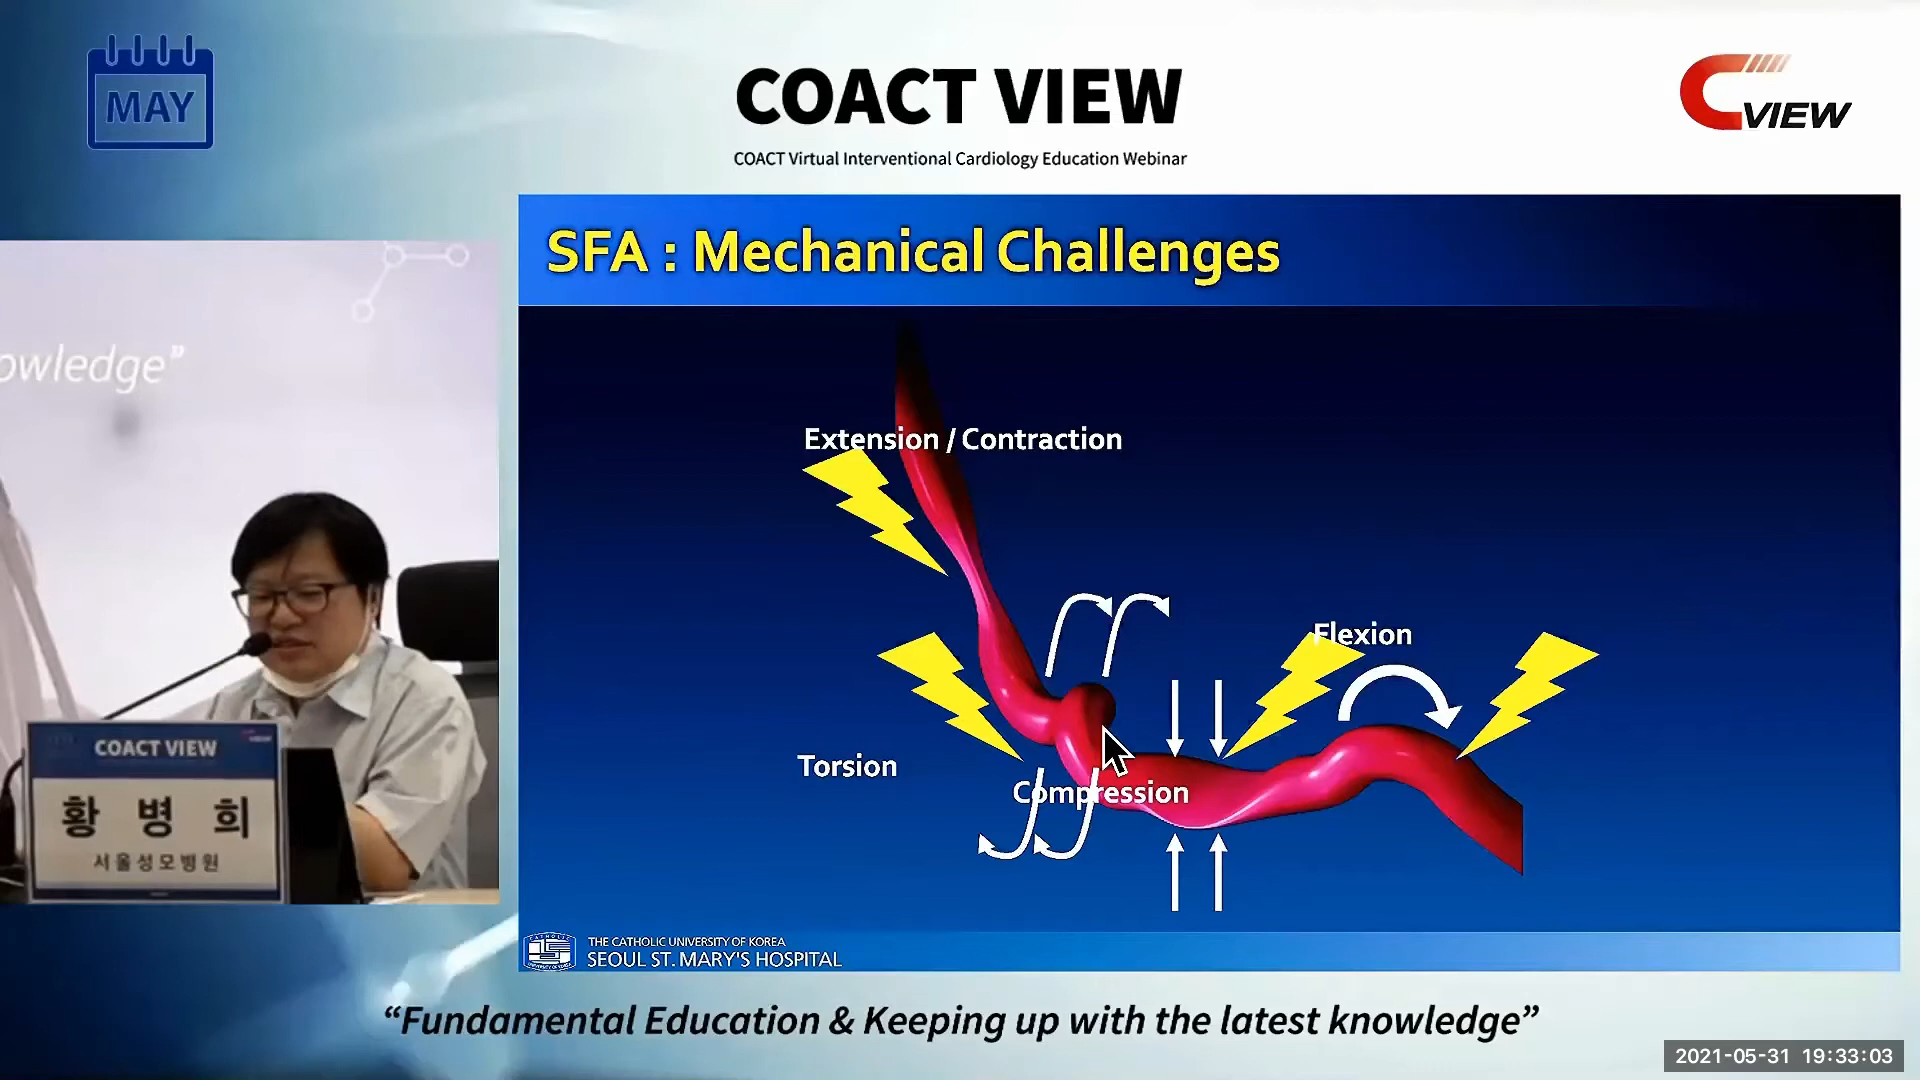 MAY
COACT VIEW
COACT Virtual Interventional Cardiology Education Webinar
C VIEW
SFA : Mechanical Challenges
owledge”
Extension / Contraction
Flexion
Torsion
Compression
COACT VIEW
황 병 희
서울성모병원
THE CATHOLIC UNIVERSITY OF KOREA
SEOUL ST. MARY'S HOSPITAL
“Fundamental Education & Keeping up with the latest knowledge”
2021-05-31 19:33:03